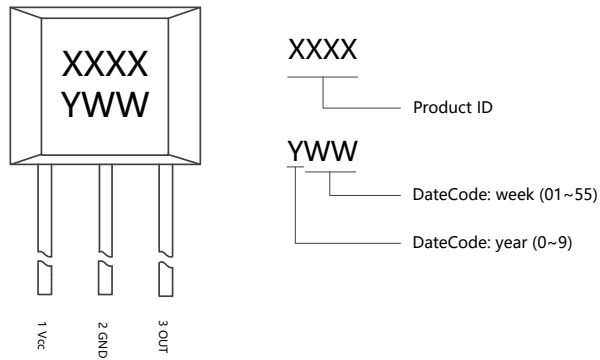 XXXX
YWW
1 Vcc
2 GND
3 OUT
XXXX
Product ID
YWW
DateCode: week (01~55)
DateCode: year (0~9)